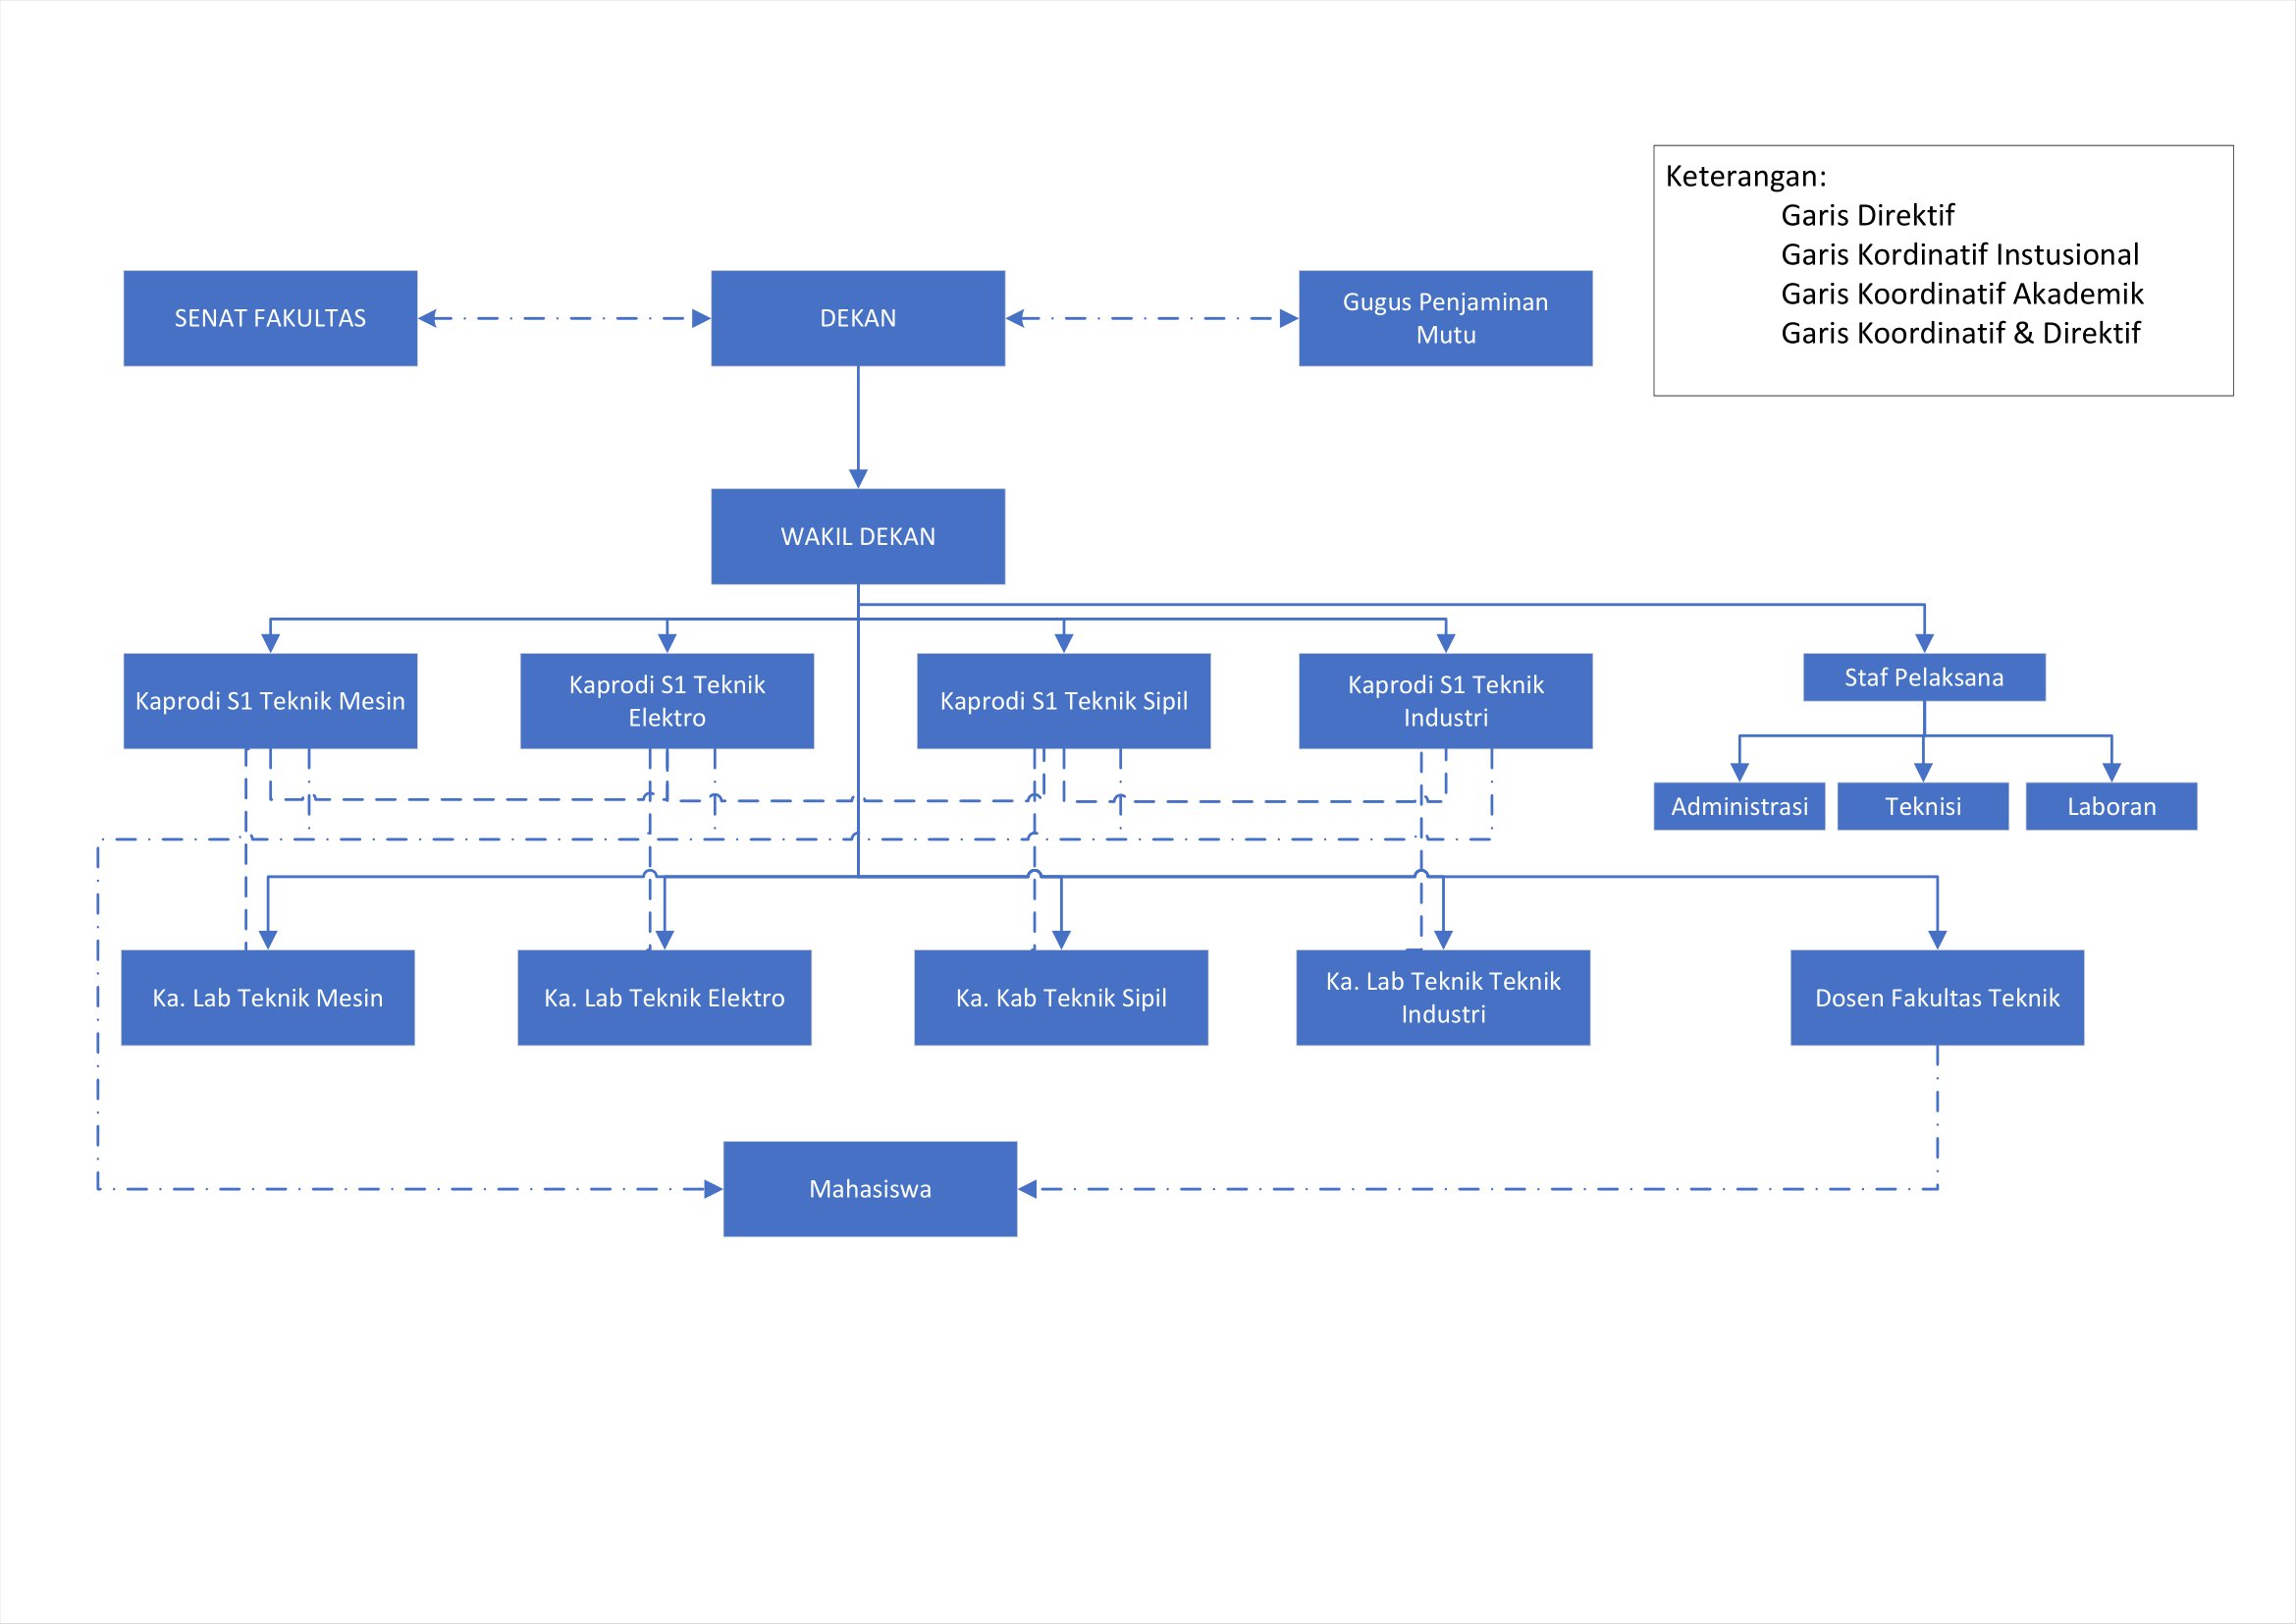 Keterangan:
Garis Direktif
Garis Kordinatif Instusional
Garis Koordinatif Akademik
Garis Koordinatif & Direktif
SENAT FAKULTAS
DEKAN
Gugus Penjaminan
Mutu
WAKIL DEKAN
Kaprodi S1 Teknik Mesin
Kaprodi S1 Teknik
Elektro
Kaprodi S1 Teknik Sipil
Kaprodi S1 Teknik
Industri
Staf Pelaksana
Administrasi
Teknisi
Laboran
Ka. Lab Teknik Mesin
Ka. Lab Teknik Elektro
Ka. Kab Teknik Sipil
Ka. Lab Teknik Teknik
Industri
Dosen Fakultas Teknik
Mahasiswa